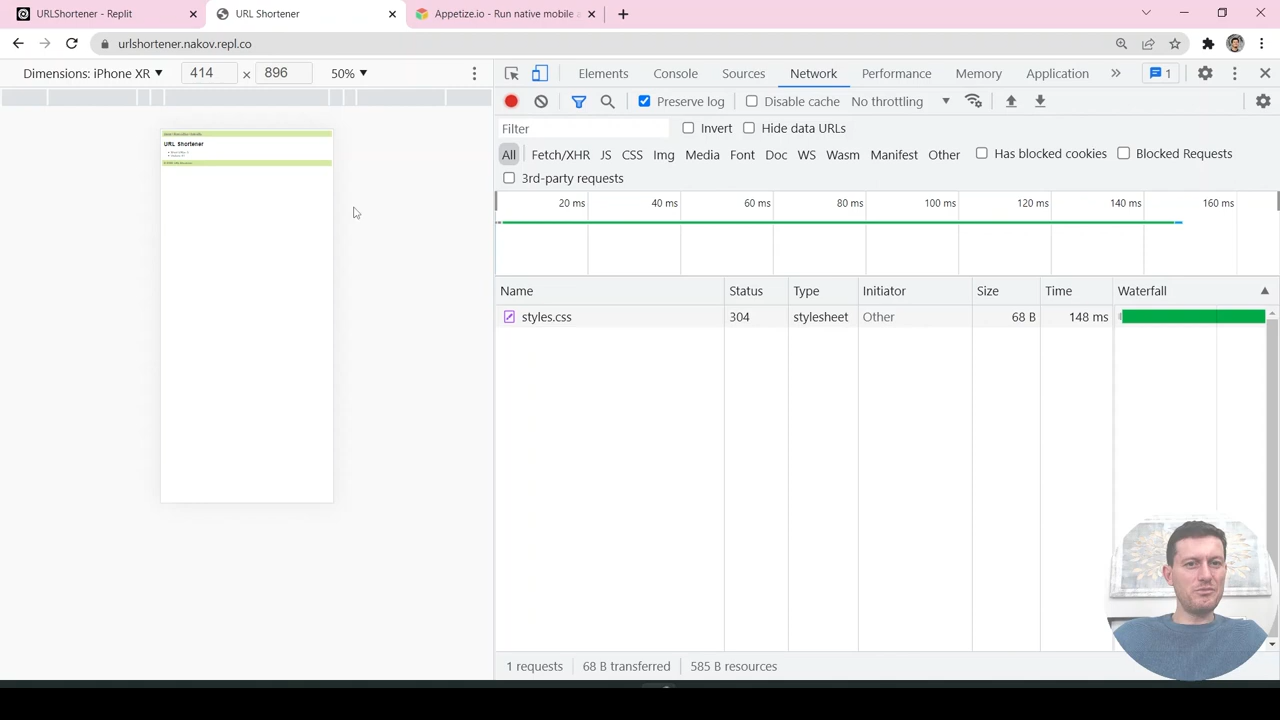 URLShortener - Replit
URL Shortener
Appetize.io - Run native mobile
urlshortener.nakov.repl.co
Dimensions: iPhone XR
414 × 896
50%
Elements
Console
Sources
Network
Performance
Memory
Application
1
Preserve log
Disable cache
No throttling
Filter
Invert
Hide data URLs
All
Fetch/XHR
JS
CSS
Img
Media
Font
Doc
WS
Wasm
Manifest
Other
Has blocked cookies
Blocked Requests
3rd-party requests
20 ms
40 ms
60 ms
80 ms
100 ms
120 ms
140 ms
160 ms
URL Shortener
Name
Status
Type
Initiator
Size
Time
Waterfall
styles.css
304
stylesheet
Other
68 B
148 ms
1 requests
68 B transferred
585 B resources